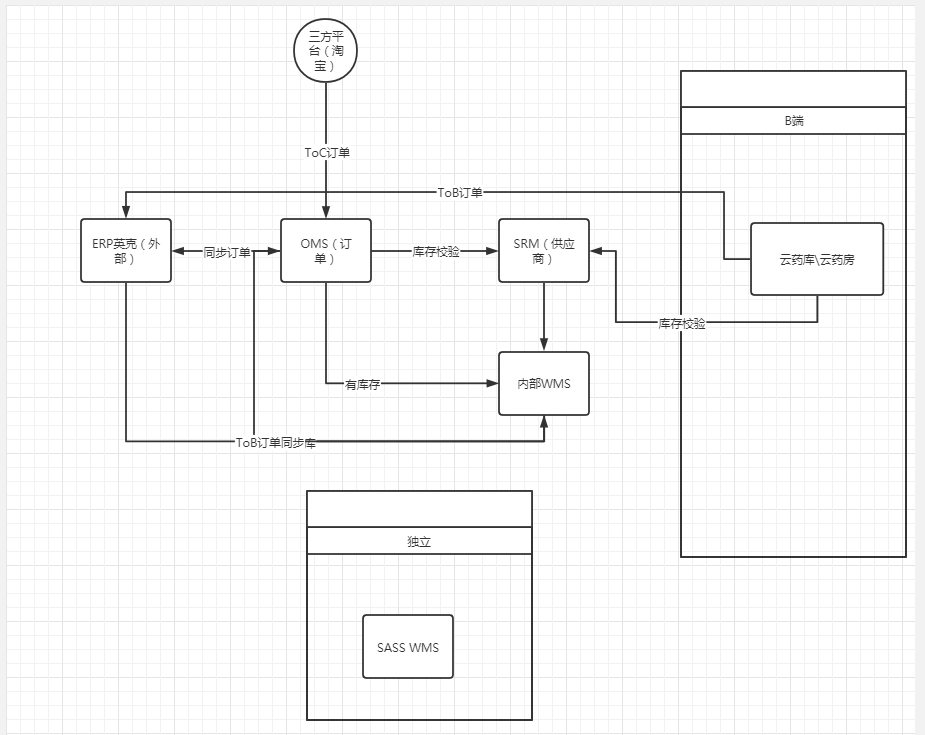 三方平
台（淘
宝）
B端
ToC订单
ToB订单
ERP英克（外
部）
同步订单
OMS（订
单）
库存校验
SRM（供应
商）
云药库\云药房
库存校验
有库存
内部WMS
ToB订单同步库
独立
SASS WMS